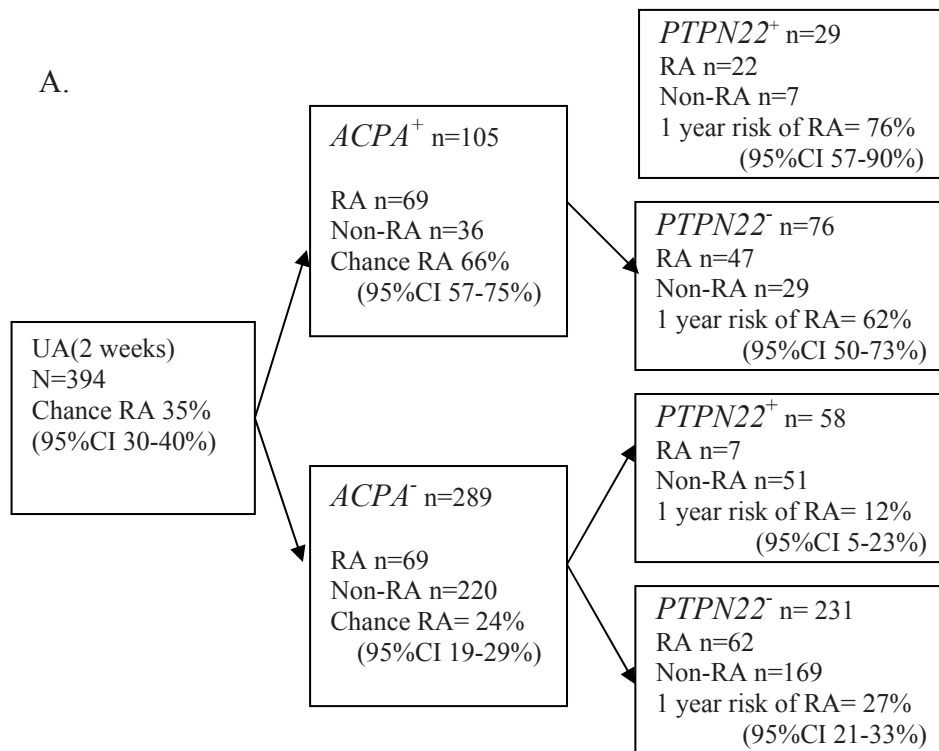 A.
UA(2 weeks)
N=394
Chance RA 35%
(95%CI 30-40%)
ACPA⁺ n=105
RA n=69
Non-RA n=36
Chance RA 66%
(95%CI 57-75%)
ACPA⁻ n=289
RA n=69
Non-RA n=220
Chance RA= 24%
(95%CI 19-29%)
PTPN22⁺ n=29
RA n=22
Non-RA n=7
1 year risk of RA= 76%
(95%CI 57-90%)
PTPN22⁻ n=76
RA n=47
Non-RA n=29
1 year risk of RA= 62%
(95%CI 50-73%)
PTPN22⁺ n= 58
RA n=7
Non-RA n=51
1 year risk of RA= 12%
(95%CI 5-23%)
PTPN22⁻ n= 231
RA n=62
Non-RA n=169
1 year risk of RA= 27%
(95%CI 21-33%)